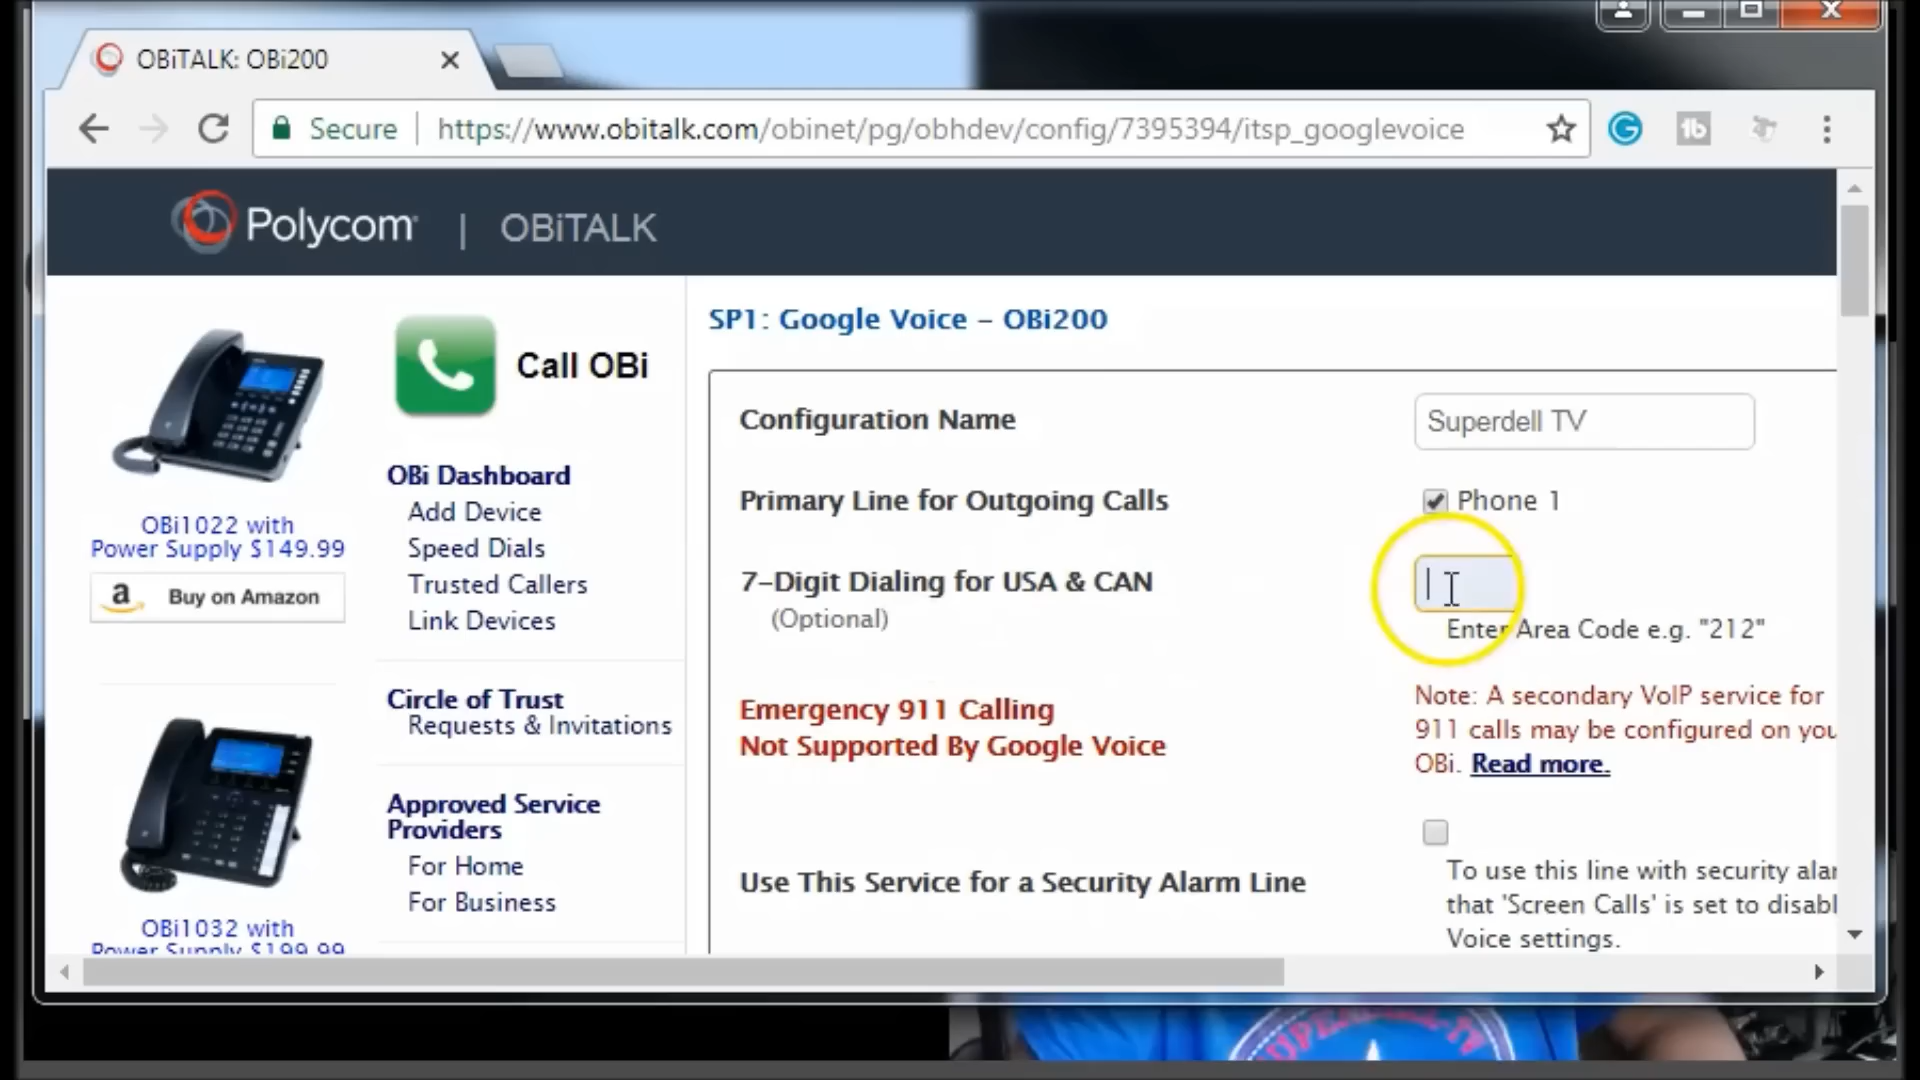 OBiTALK: OBi200
Secure
https://www.obitalk.com/obinet/pg/obhdev/config/7395394/itsp_googlevoice
Polycom | OBiTALK
OBi1022 with
Power Supply $149.99
a Buy on Amazon
OBi1032 with
Power Supply $199.99
Call OBi
OBi Dashboard
Add Device
Speed Dials
Trusted Callers
Link Devices
Circle of Trust
Requests & Invitations
Approved Service
Providers
For Home
For Business
SP1: Google Voice - OBi200
Configuration Name
Superdell TV
Primary Line for Outgoing Calls
Phone 1
7-Digit Dialing for USA & CAN
(Optional)
Enter Area Code e.g. "212"
Emergency 911 Calling
Not Supported By Google Voice
Note: A secondary VoIP service for
911 calls may be configured on you
OBi. Read more.
Use This Service for a Security Alarm Line
To use this line with security alar
that 'Screen Calls' is set to disabl
Voice settings.